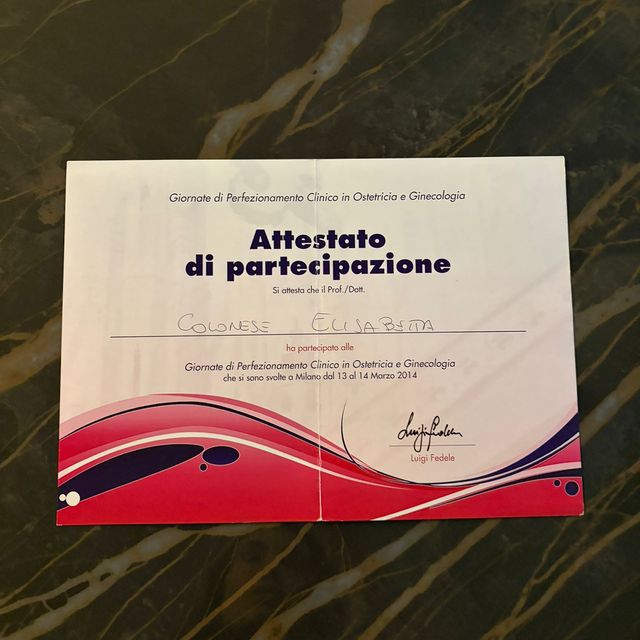 Giornate di Perfezionamento Clinico in Ostetricia e Ginecologia
Attestato
di partecipazione
Si attesta che il Prof./Dott.
COLONESE ELISABETTA
ha partecipato alle
Giornate di Perfezionamento Clinico in Ostetricia e Ginecologia
che si sono svolte a Milano dal 13 al 14 Marzo 2014
Luigi Fedele
Luigi Fedele